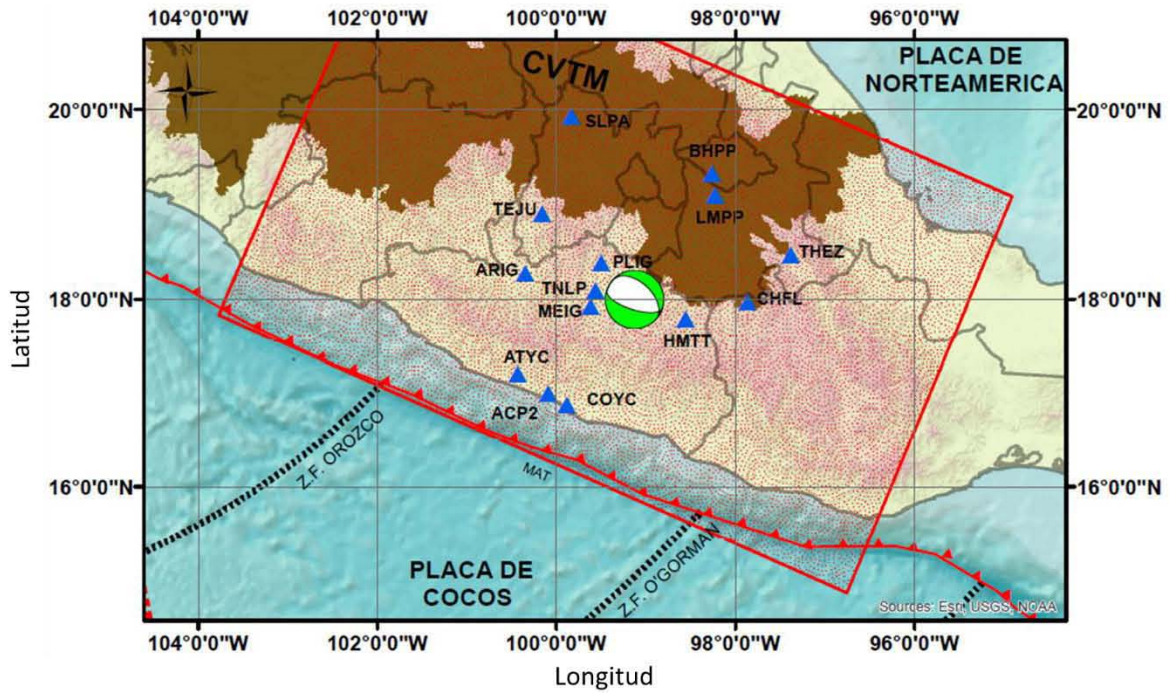 104°0'0"W 102°0'0"W 100°0'0"W 98°0'0"W 96°0'0"W
N
CVTM
PLACA DE
NORTEAMERICA
20°0'0"N 20°0'0"N
SLPA
BHPP
LMPP
TEJU
THEZ
PLIG
ARIG
TNLP
18°0'0"N 18°0'0"N
CHFL
MEIG
HMTT
ATYC
COYC
ACP2
Z.F. OROZCO
MAT
16°0'0"N 16°0'0"N
Z.F. O'GORMAN
PLACA DE
COCOS
Sources: Esri, USGS, NOAA
104°0'0"W 102°0'0"W 100°0'0"W 98°0'0"W 96°0'0"W
Latitud
Longitud